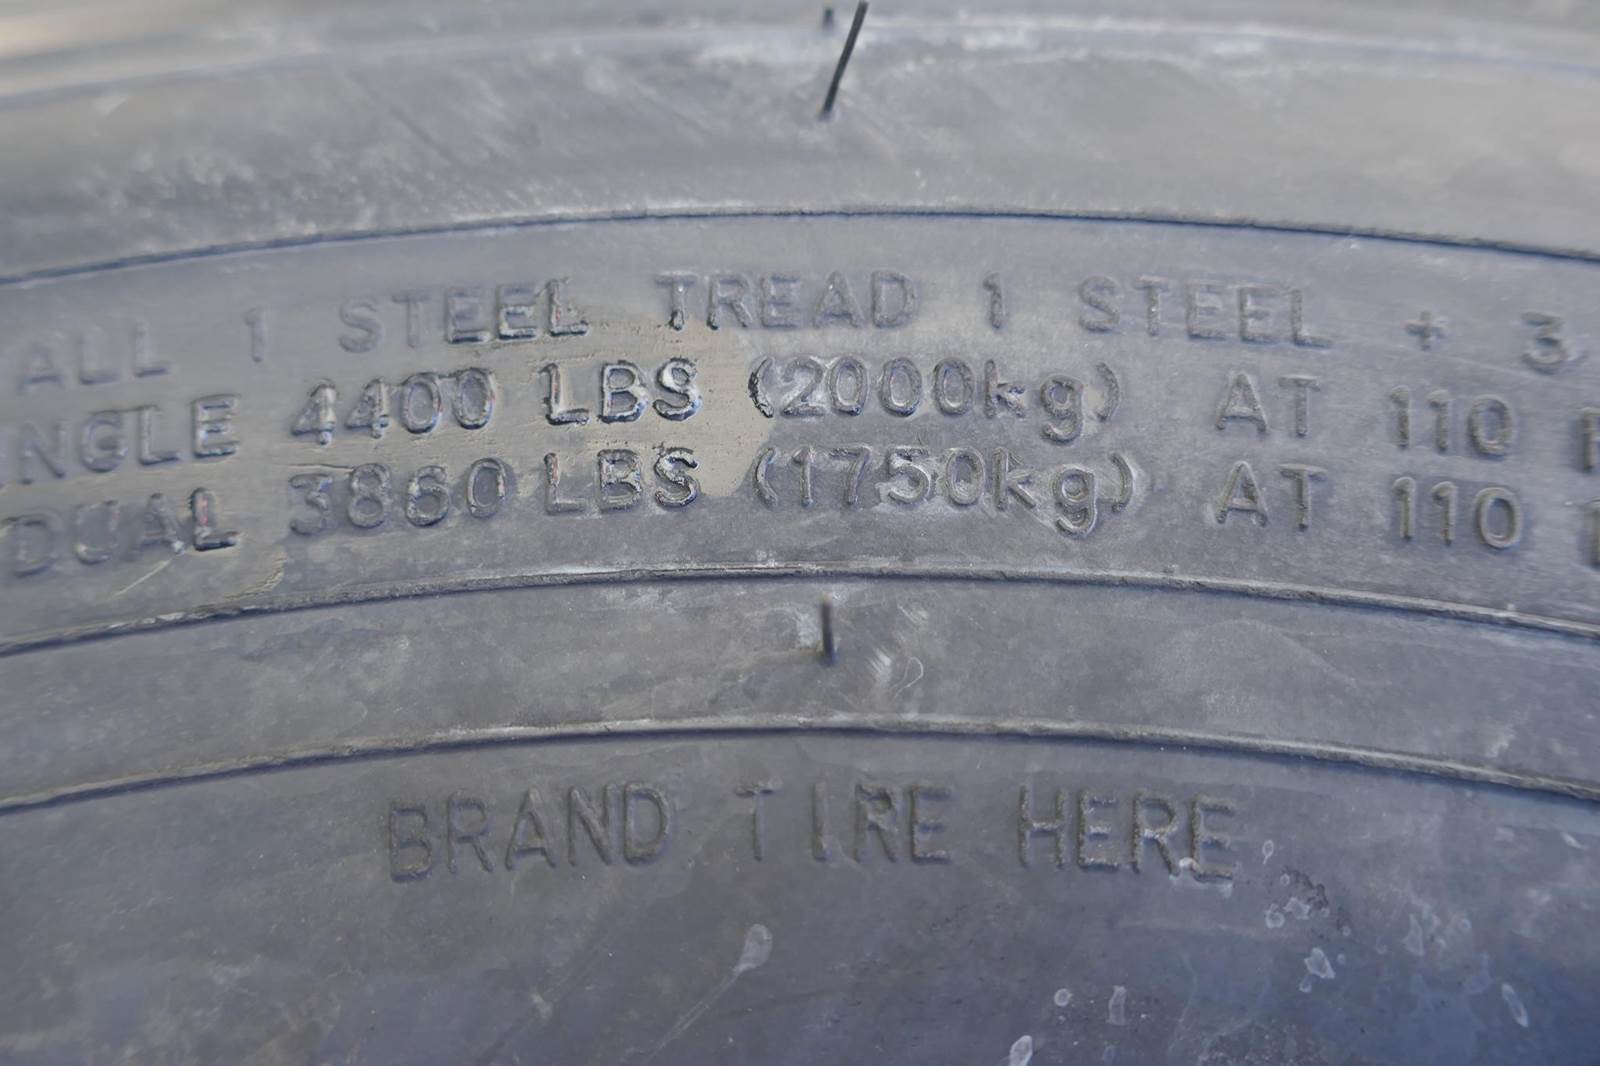 ALL 1 STEEL TREAD 1 STEEL + 3
NGLE 4400 LBS (2000kg) AT 110
DUAL 3860 LBS (1750kg) AT 110
BRAND TIRE HERE